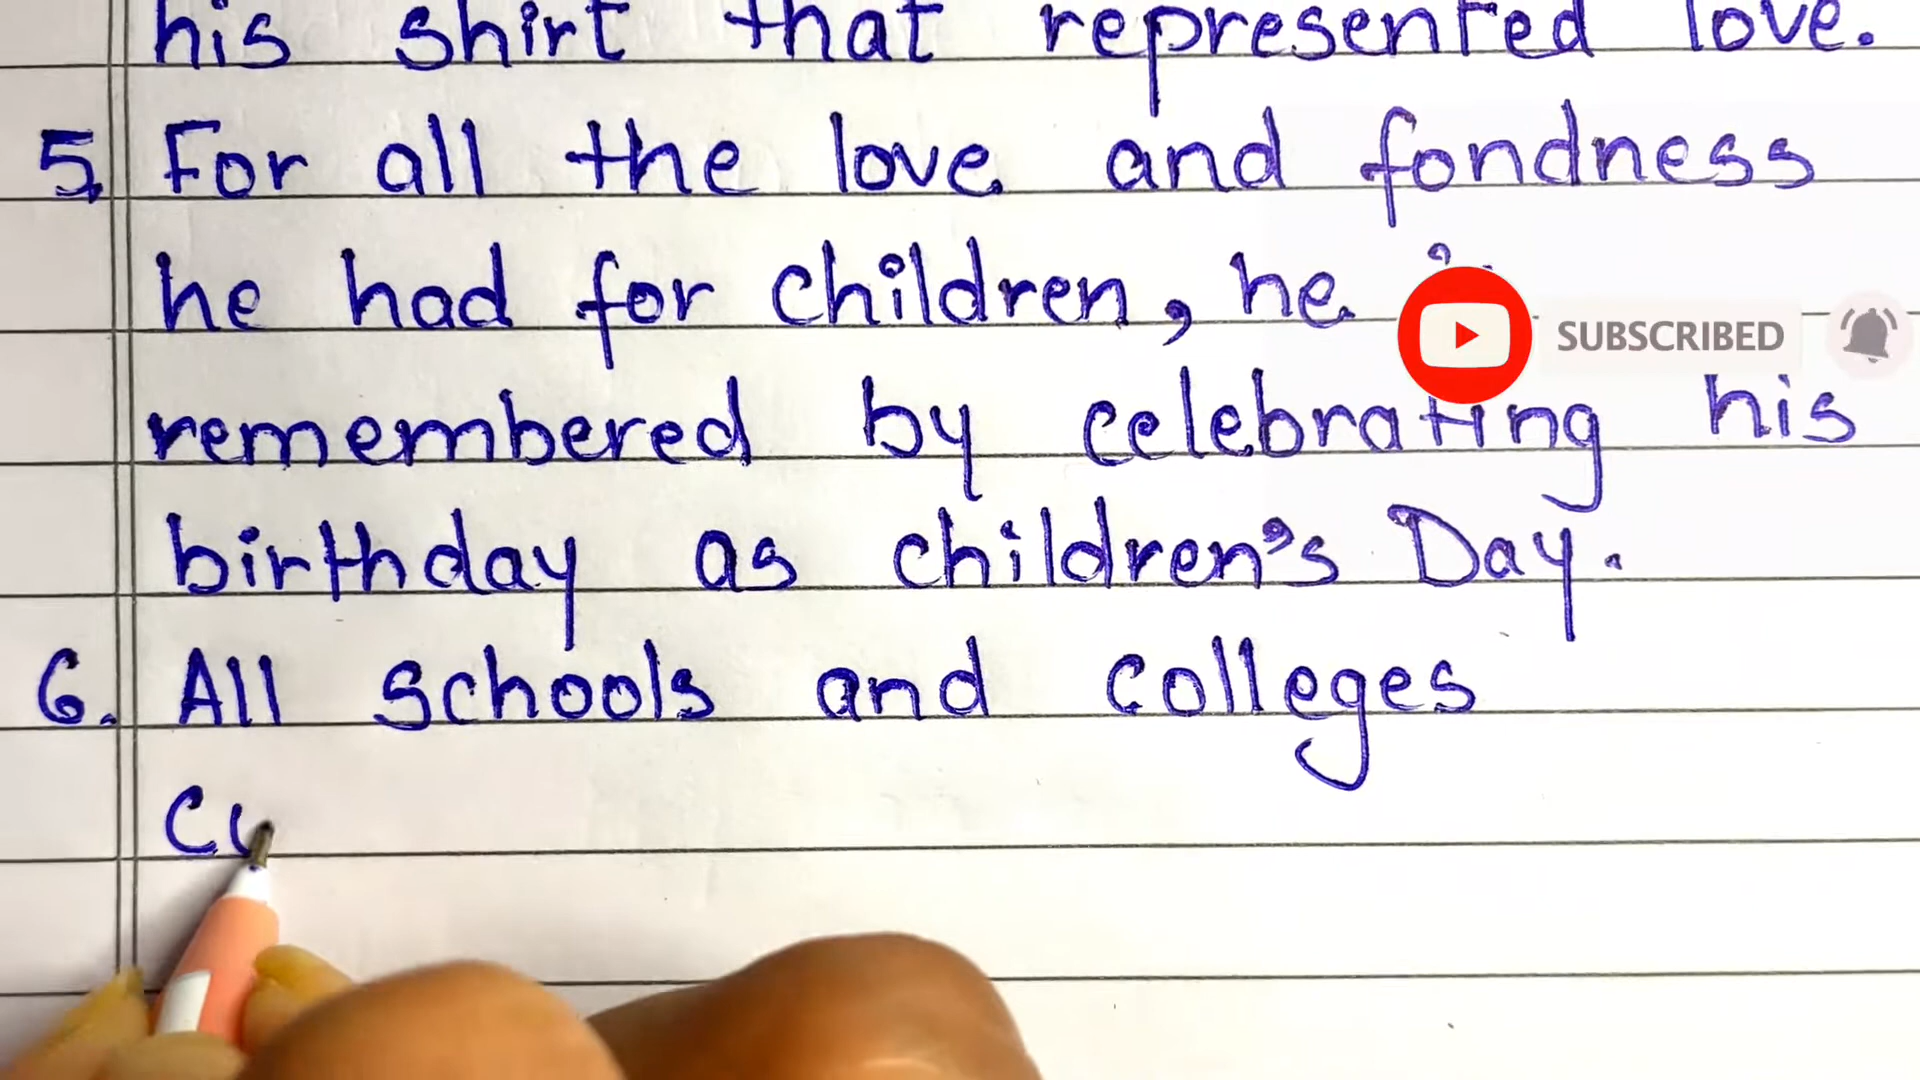 his shirt that represented love.
5. For all the love and fondness
he had for children, he
SUBSCRIBED
remembered by celebrating his
birthday as children's Day.
6. All schools and colleges